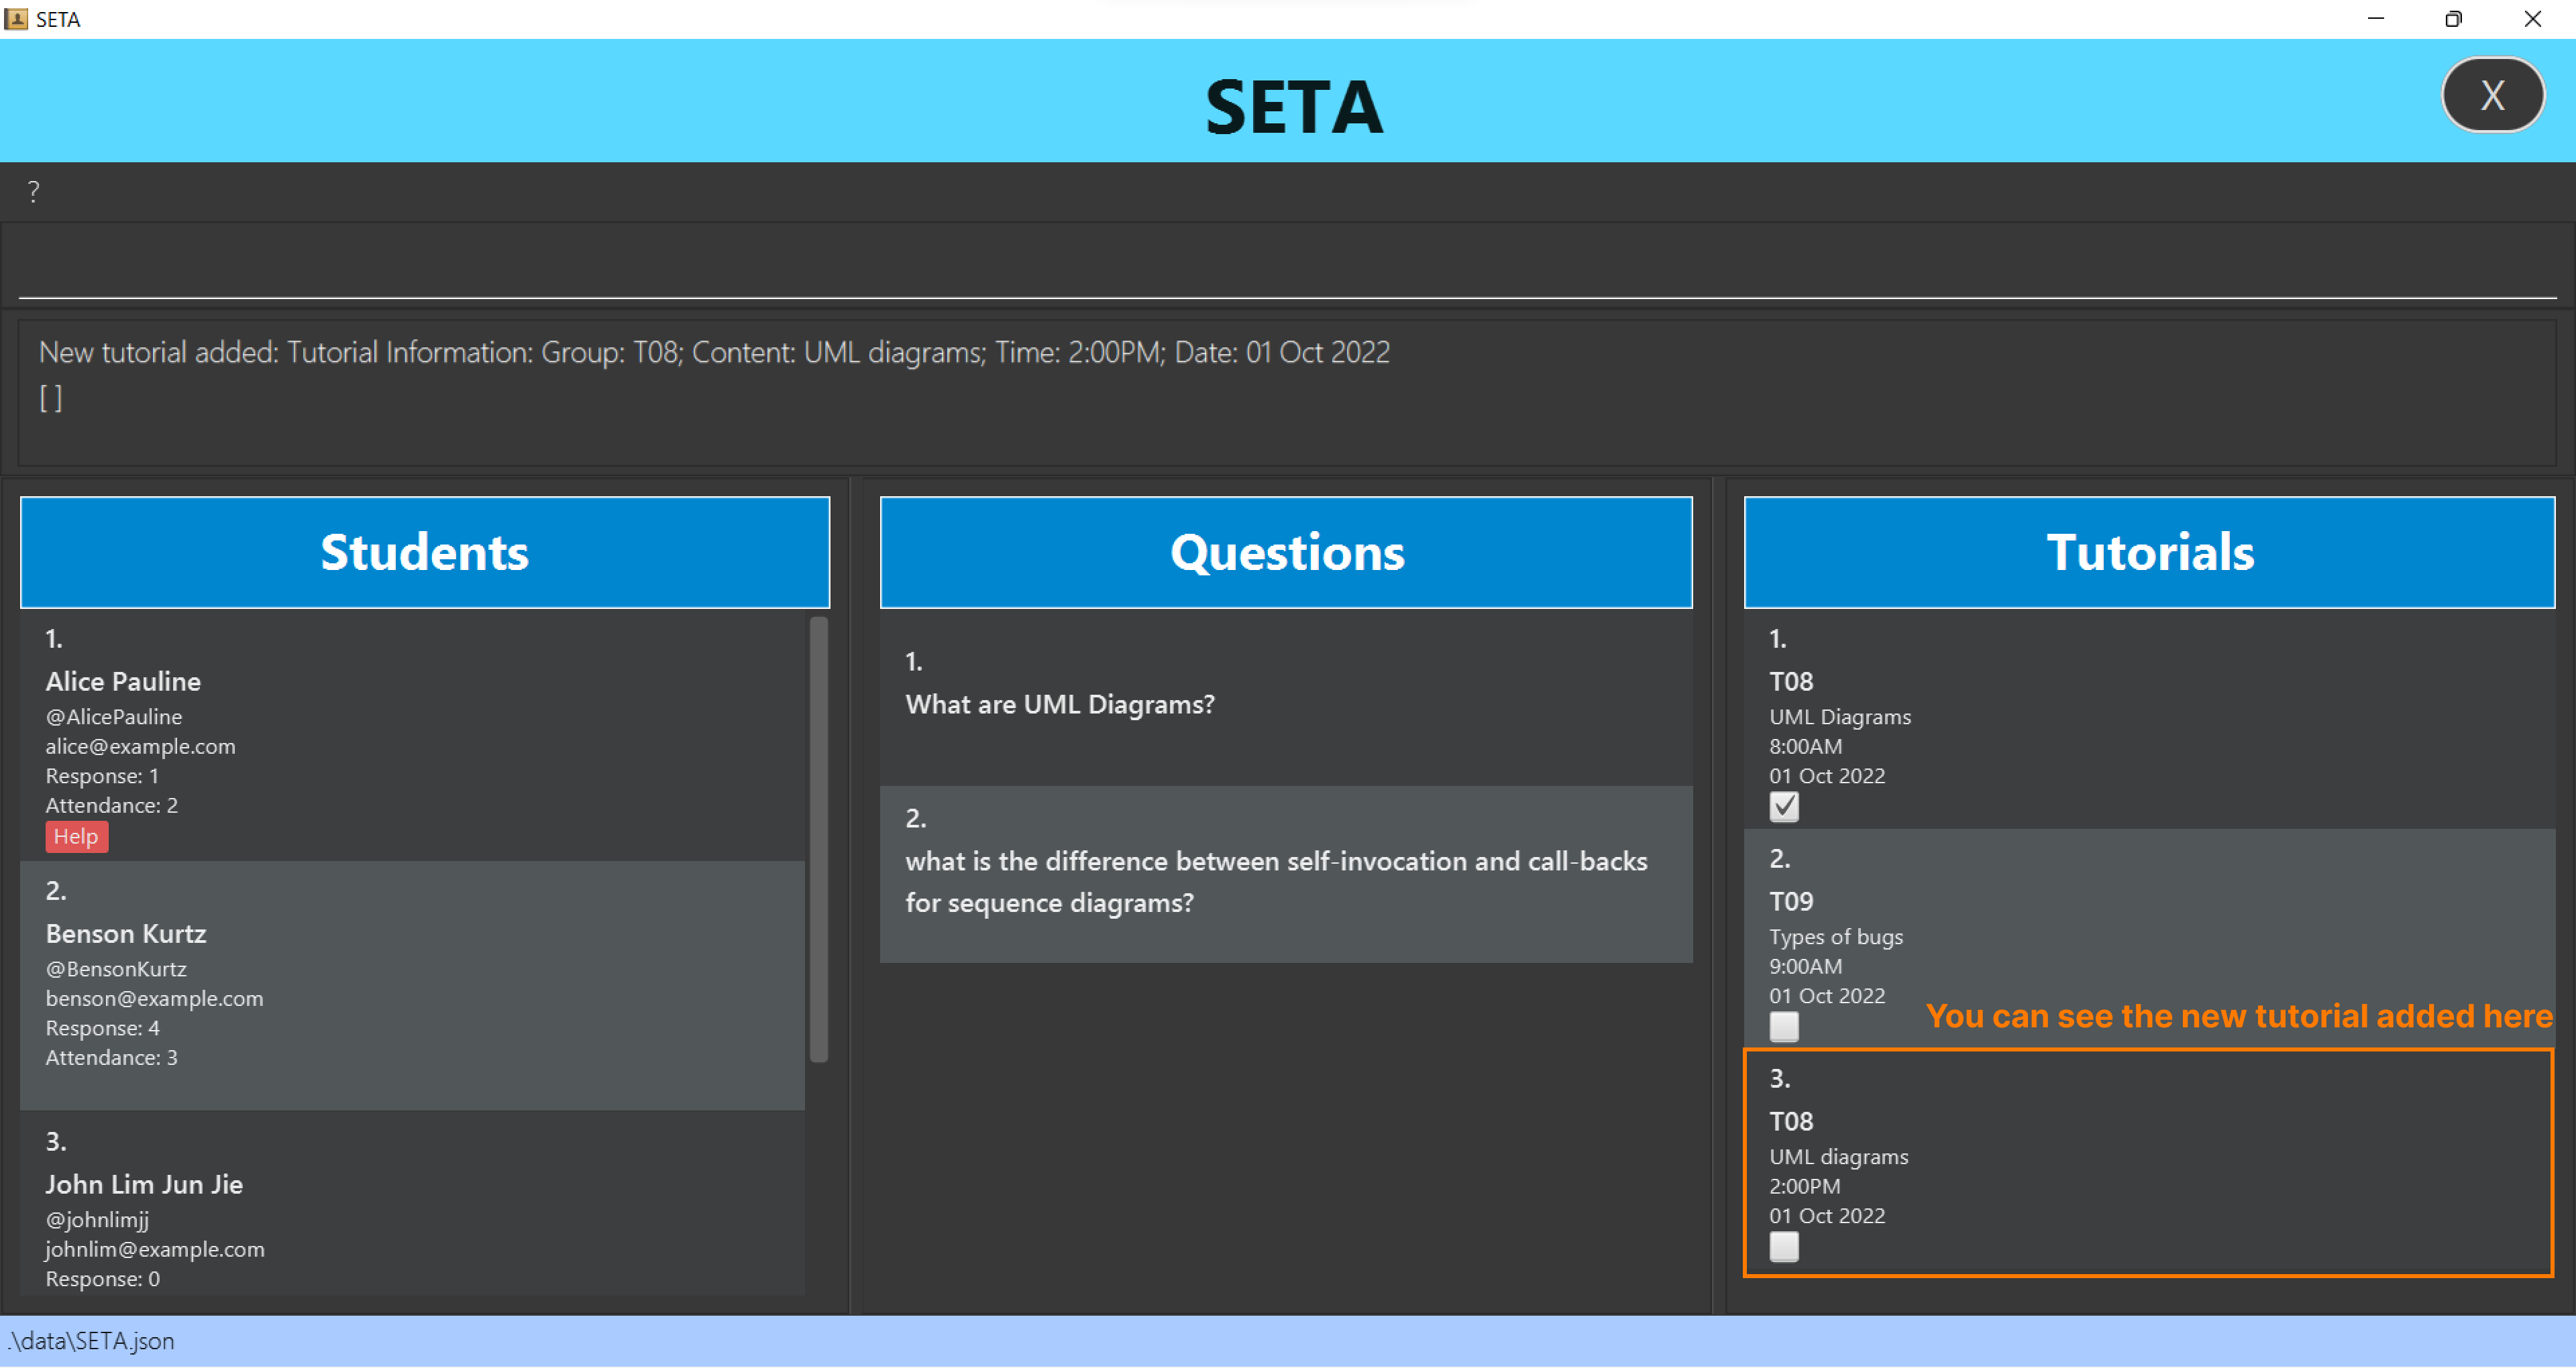 SETA
SETA
X
?
New tutorial added: Tutorial Information: Group: T08; Content: UML diagrams; Time: 2:00PM; Date: 01 Oct 2022
[ ]
Students
1.
Alice Pauline
@AlicePauline
alice@example.com
Response: 1
Attendance: 2
Help
2.
Benson Kurtz
@BensonKurtz
benson@example.com
Response: 4
Attendance: 3
3.
John Lim Jun Jie
@johnlimjj
johnlim@example.com
Response: 0
Questions
1.
What are UML Diagrams?
2.
what is the difference between self-invocation and call-backs
for sequence diagrams?
Tutorials
1.
T08
UML Diagrams
8:00AM
01 Oct 2022
2.
T09
Types of bugs
9:00AM
01 Oct 2022
You can see the new tutorial added here
3.
T08
UML diagrams
2:00PM
01 Oct 2022
.\data\SETA.json